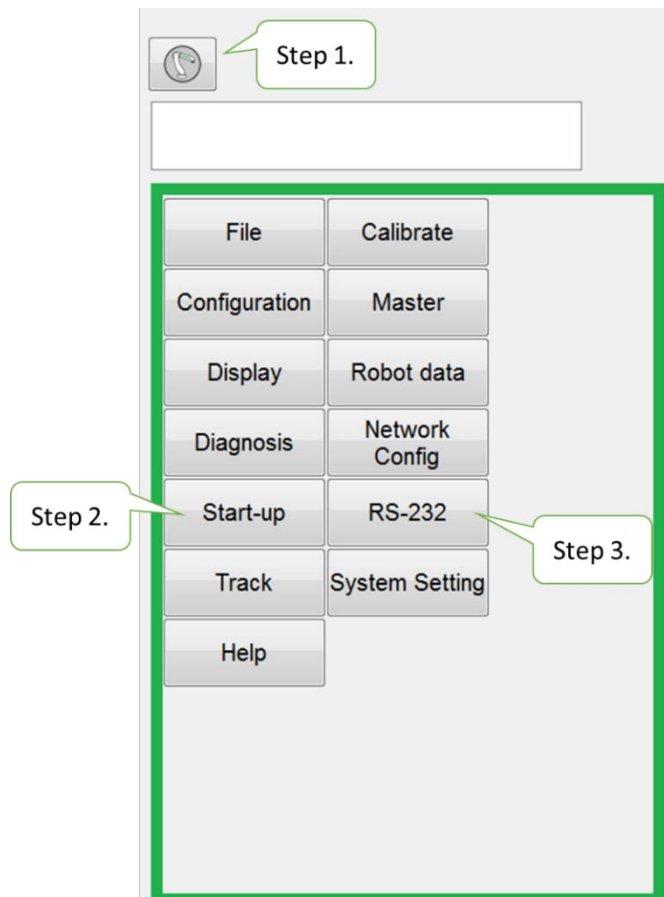 Step 1.
File
Calibrate
Configuration
Master
Display
Robot data
Diagnosis
Network
Config
Step 2.
Start-up
RS-232
Step 3.
Track
System Setting
Help